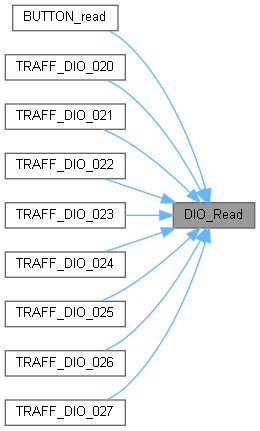 BUTTON_read
TRAFF_DIO_020
TRAFF_DIO_021
TRAFF_DIO_022
DIO_Read
TRAFF_DIO_023
TRAFF_DIO_024
TRAFF_DIO_025
TRAFF_DIO_026
TRAFF_DIO_027